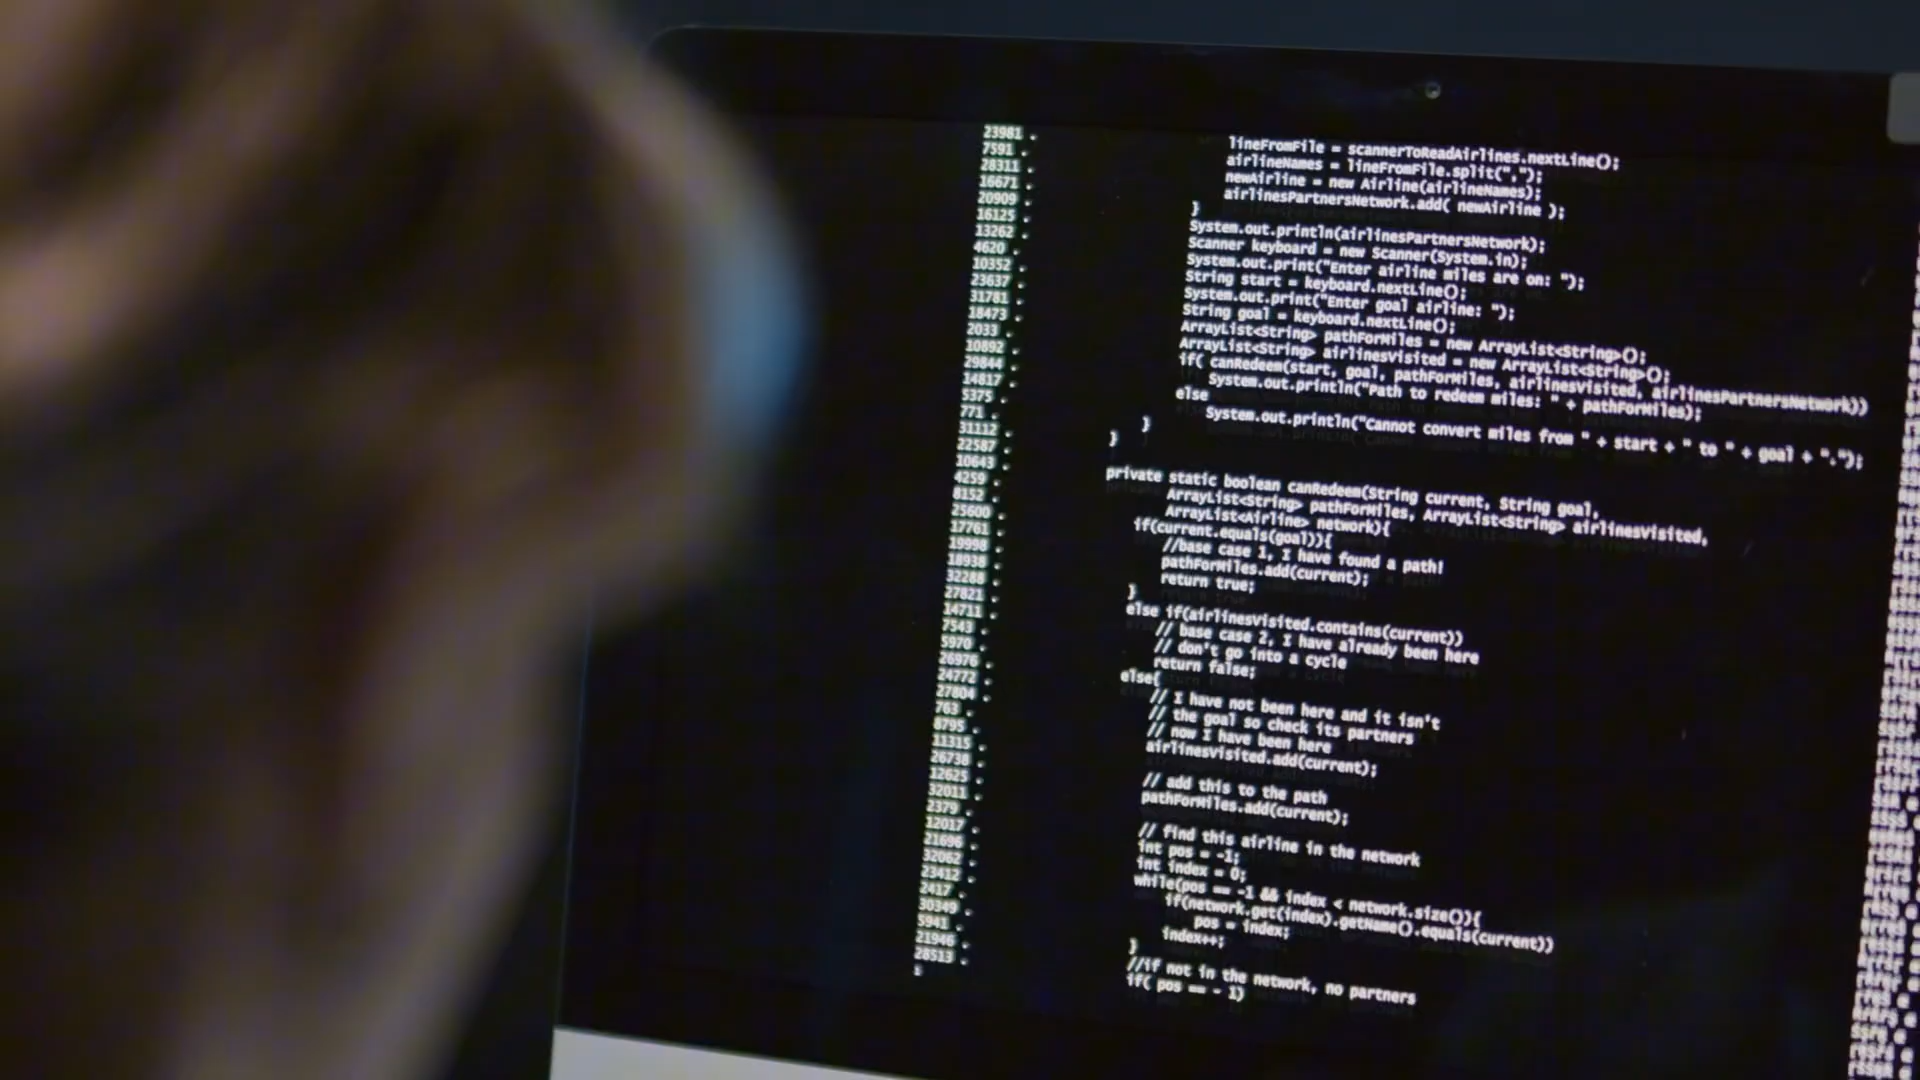 23981 .
7591 .
28311 .
16671 .
20909 .
16125 .
13262 .
4620 .
10352 .
23637 .
31781 .
18473 .
2033 .
10892 .
29844 .
14817 .
5375 .
771 .
31112 .
22587 .
10643 .
4259 .
8152 .
25600 .
17761 .
19998 .
18938 .
32288 .
27821 .
14711 .
7543 .
5970 .
26976 .
24772 .
27804 .
763 .
8795 .
11315 .
26738 .
12625 .
32011 .
2379 .
12017 .
21696 .
32062 .
23412 .
2417 .
30349 .
5941 .
21946 .
28513 .
lineFromFile = scannerToReadAirlines.nextLine();
airlineNames = lineFromFile.split(",");
newAirline = new Airline(airlineNames);
airlinesPartnersNetwork.add( newAirline );
}
System.out.println(airlinesPartnersNetwork);
Scanner keyboard = new Scanner(System.in);
System.out.print("Enter airline miles are on: ");
String start = keyboard.nextLine();
System.out.print("Enter goal airline: ");
String goal = keyboard.nextLine();
ArrayList<String> pathForMiles = new ArrayList<String>();
ArrayList<String> airlinesVisited = new ArrayList<String>();
if( canRedeem(start, goal, pathForMiles, airlinesVisited, airlinesPartnersNetwork))
System.out.println("Path to redeem miles: " + pathForMiles);
else
System.out.println("Cannot convert miles from " + start + " to " + goal + ".");
}
}
private static boolean canRedeem(String current, String goal,
ArrayList<String> pathForMiles, ArrayList<String> airlinesVisited,
ArrayList<Airline> network){
if(current.equals(goal)){
//base case 1, I have found a path!
pathForMiles.add(current);
return true;
}
else if(airlinesVisited.contains(current))
// base case 2, I have already been here
// don't go into a cycle
return false;
else{
// I have not been here and it isn't
// the goal so check its partners
// now I have been here
airlinesVisited.add(current);
// add this to the path
pathForMiles.add(current);
// find this airline in the network
int pos = -1;
int index = 0;
while(pos == -1 && index < network.size()){
if(network.get(index).getName().equals(current))
pos = index;
index++;
}
//if not in the network, no partners
if( pos == - 1)